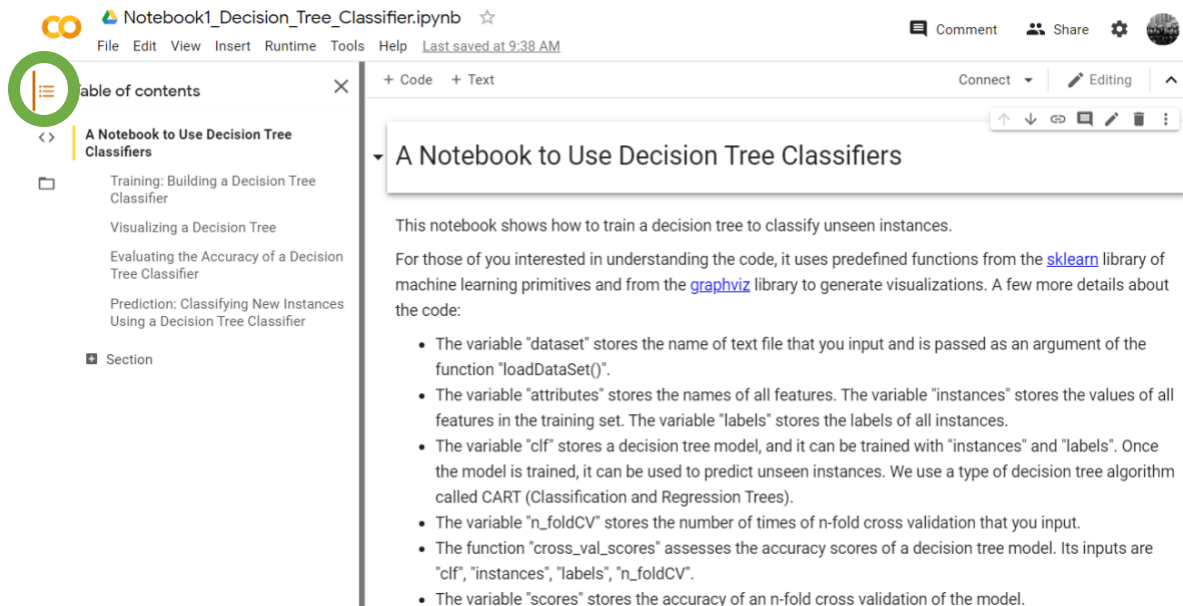 Notebook1_Decision_Tree_Classifier.ipynb
File Edit View Insert Runtime Tools Help Last saved at 9:38 AM
Comment
Share
able of contents
A Notebook to Use Decision Tree
Classifiers
Training: Building a Decision Tree
Classifier
Visualizing a Decision Tree
Evaluating the Accuracy of a Decision
Tree Classifier
Prediction: Classifying New Instances
Using a Decision Tree Classifier
Section
+ Code + Text
Connect
Editing
A Notebook to Use Decision Tree Classifiers
This notebook shows how to train a decision tree to classify unseen instances.
For those of you interested in understanding the code, it uses predefined functions from the sklearn library of
machine learning primitives and from the graphviz library to generate visualizations. A few more details about
the code:
• The variable "dataset" stores the name of text file that you input and is passed as an argument of the
function "loadDataSet()".
• The variable "attributes" stores the names of all features. The variable "instances" stores the values of all
features in the training set. The variable "labels" stores the labels of all instances.
• The variable "clf" stores a decision tree model, and it can be trained with "instances" and "labels". Once
the model is trained, it can be used to predict unseen instances. We use a type of decision tree algorithm
called CART (Classification and Regression Trees).
• The variable "n_foldCV" stores the number of times of n-fold cross validation that you input.
• The function "cross_val_scores" assesses the accuracy scores of a decision tree model. Its inputs are
"clf", "instances", "labels", "n_foldCV".
• The variable "scores" stores the accuracy of an n-fold cross validation of the model.